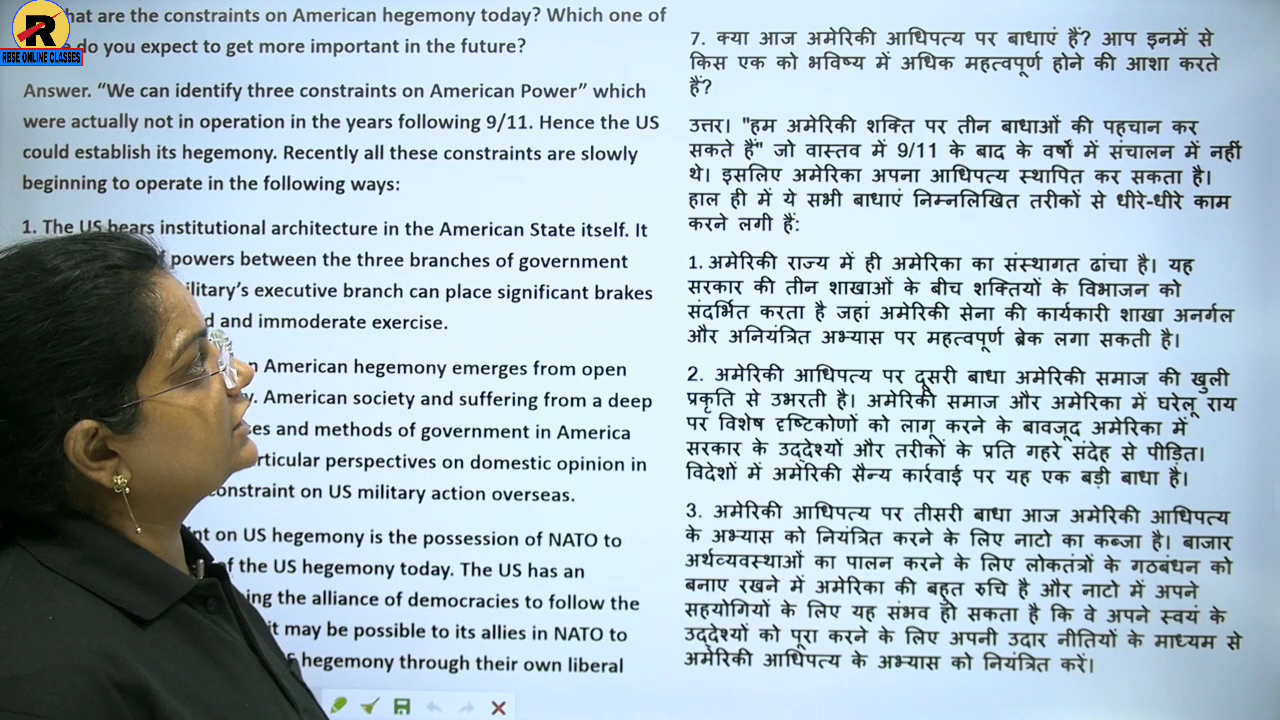 R
RBSE ONLINE CLASSES
hat are the constraints on American hegemony today? Which one of
do you expect to get more important in the future?
Answer. “We can identify three constraints on American Power” which
were actually not in operation in the years following 9/11. Hence the US
could establish its hegemony. Recently all these constraints are slowly
beginning to operate in the following ways:
1. The US bears institutional architecture in the American State itself. It
powers between the three branches of government
ilitary’s executive branch can place significant brakes
d and immoderate exercise.
American hegemony emerges from open
American society and suffering from a deep
es and methods of government in America
rticular perspectives on domestic opinion in
onstraint on US military action overseas.
nt on US hegemony is the possession of NATO to
f the US hegemony today. The US has an
ing the alliance of democracies to follow the
it may be possible to its allies in NATO to
hegemony through their own liberal
7. क्या आज अमेरिकी आधिपत्य पर बाधाएं हैं? आप इनमें से
किस एक को भविष्य में अधिक महत्वपूर्ण होने की आशा करते
हैं?
उत्तर। "हम अमेरिकी शक्ति पर तीन बाधाओं की पहचान कर
सकते हैं" जो वास्तव में 9/11 के बाद के वर्षों में संचालन में नहीं
थे। इसलिए अमेरिका अपना आधिपत्य स्थापित कर सकता है।
हाल ही में ये सभी बाधाएं निम्नलिखित तरीकों से धीरे-धीरे काम
करने लगी हैं:
1. अमेरिकी राज्य में ही अमेरिका का संस्थागत ढांचा है। यह
सरकार की तीन शाखाओं के बीच शक्तियों के विभाजन को
संदर्भित करता है जहां अमेरिकी सेना की कार्यकारी शाखा अनर्गल
और अनियंत्रित अभ्यास पर महत्वपूर्ण ब्रेक लगा सकती है।
2. अमेरिकी आधिपत्य पर दूसरी बाधा अमेरिकी समाज की खुली
प्रकृति से उभरती है। अमेरिकी समाज और अमेरिका में घरेलू राय
पर विशेष दृष्टिकोणों को लागू करने के बावजूद अमेरिका में
सरकार के उद्देश्यों और तरीकों के प्रति गहरे संदेह से पीड़ित।
विदेशों में अमेरिकी सैन्य कार्रवाई पर यह एक बड़ी बाधा है।
3. अमेरिकी आधिपत्य पर तीसरी बाधा आज अमेरिकी आधिपत्य
के अभ्यास को नियंत्रित करने के लिए नाटो का कब्जा है। बाजार
अर्थव्यवस्थाओं का पालन करने के लिए लोकतंत्रों के गठबंधन को
बनाए रखने में अमेरिका की बहुत रुचि है और नाटो में अपने
सहयोगियों के लिए यह संभव हो सकता है कि वे अपने स्वयं के
उद्देश्यों को पूरा करने के लिए अपनी उदार नीतियों के माध्यम से
अमेरिकी आधिपत्य के अभ्यास को नियंत्रित करें।